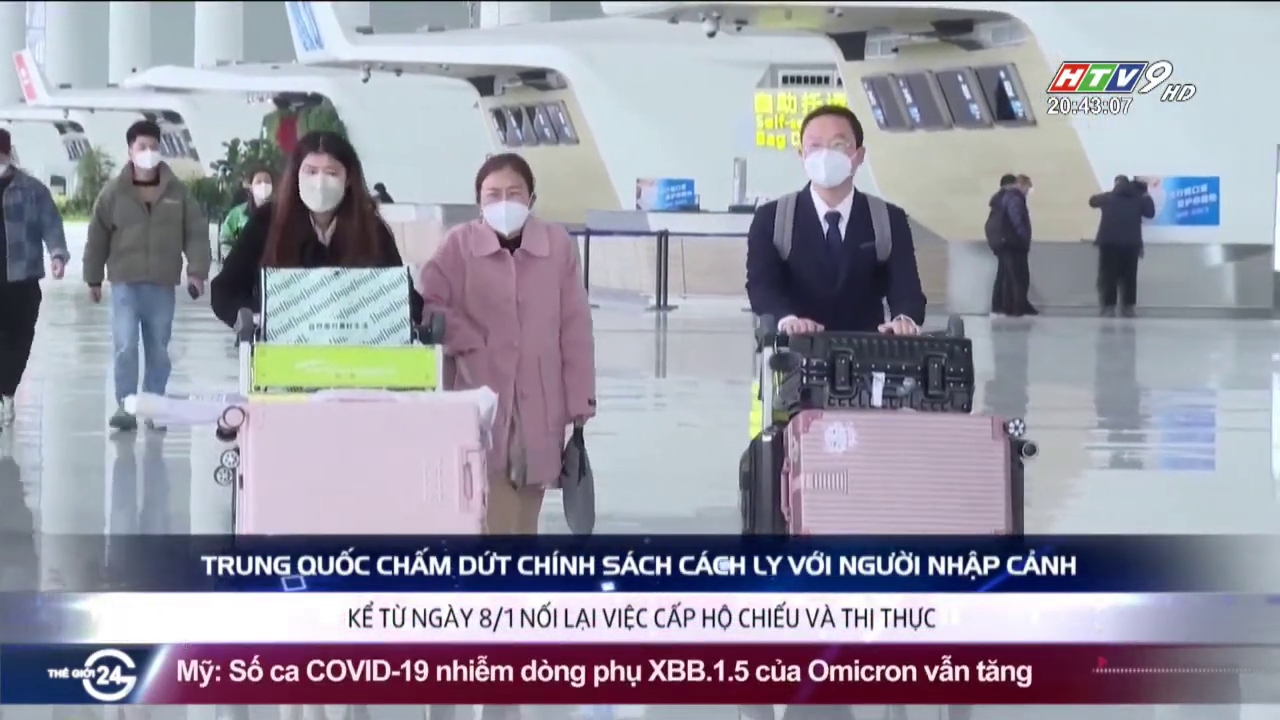 HTV9 HD
20:43:07
自助托运
Self-s
Bag D
TRUNG QUỐC CHẤM DỨT CHÍNH SÁCH CÁCH LY VỚI NGƯỜI NHẬP CẢNH
KỂ TỪ NGÀY 8/1 NỐI LẠI VIỆC CẤP HỘ CHIẾU VÀ THỊ THỰC
THẾ GIỚI 24G
Mỹ: Số ca COVID-19 nhiễm dòng phụ XBB.1.5 của Omicron vẫn tăng